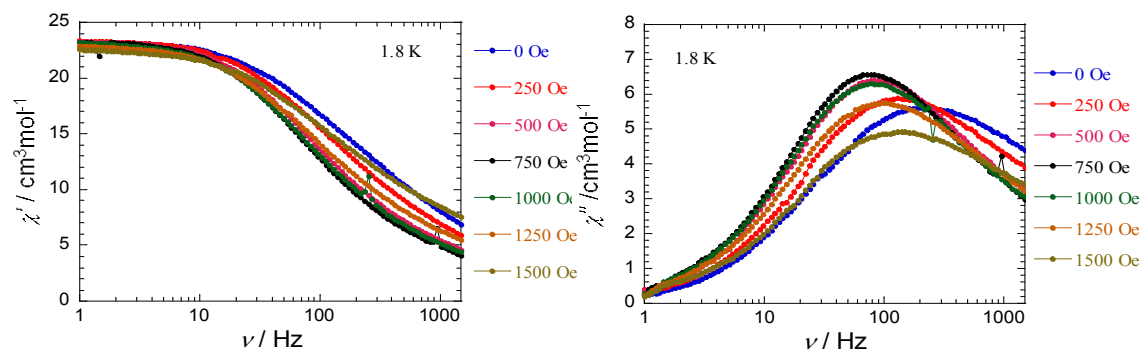 25
20
15
10
5
0
1
10
100
1000
χ' / cm³mol⁻¹
ν / Hz
1.8 K
0 Oe
250 Oe
500 Oe
750 Oe
1000 Oe
1250 Oe
1500 Oe
8
7
6
5
4
3
2
1
0
1
10
100
1000
χ" /cm³mol⁻¹
ν / Hz
1.8 K
0 Oe
250 Oe
500 Oe
750 Oe
1000 Oe
1250 Oe
1500 Oe